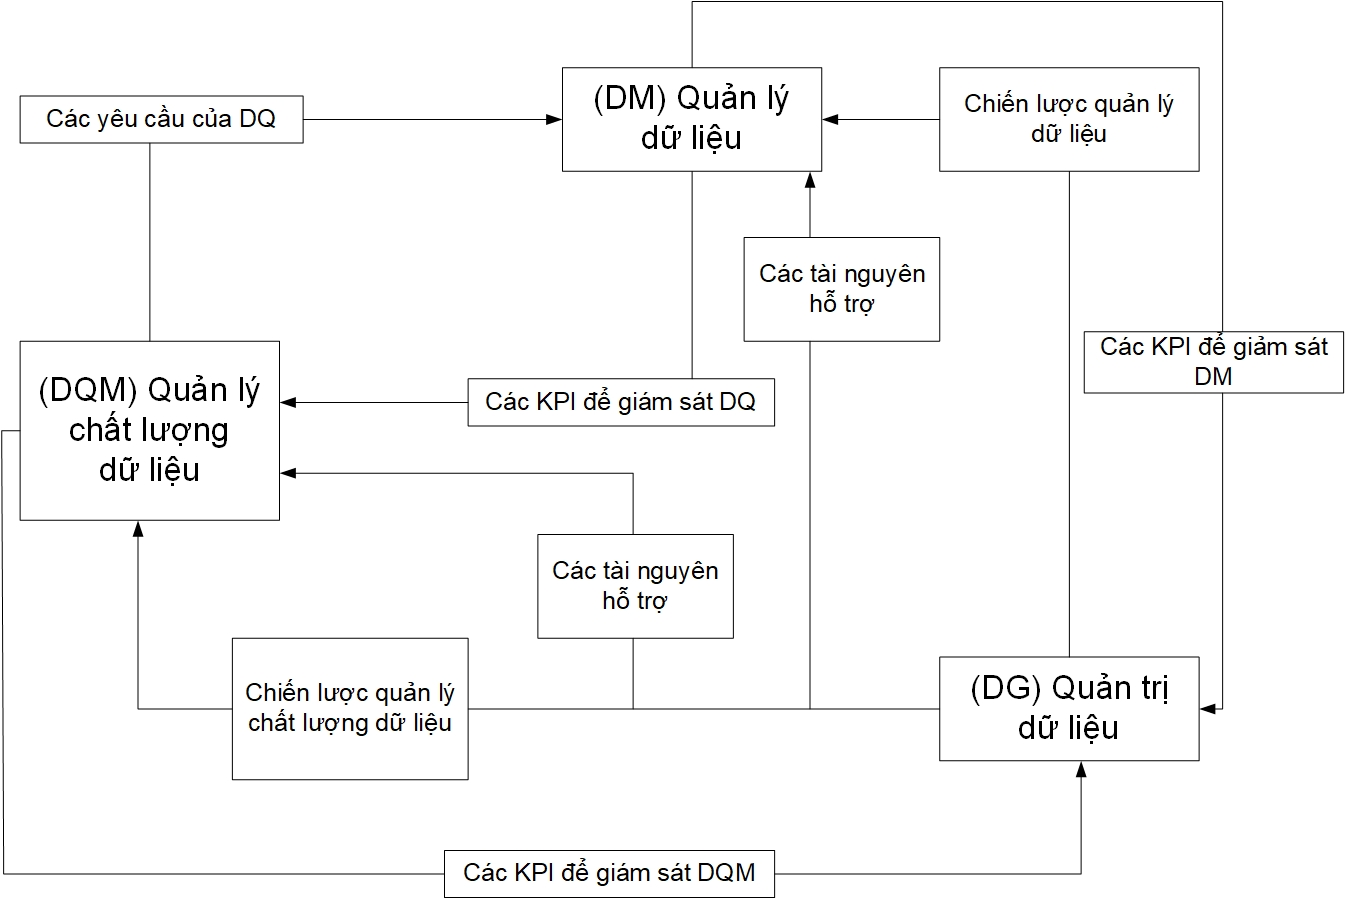 (DM) Quản lý
dữ liệu
Chiến lược quản lý
dữ liệu
Các yêu cầu của DQ
Các tài nguyên
hỗ trợ
Các KPI để giảm sát
DM
(DQM) Quản lý
chất lượng
dữ liệu
Các KPI để giám sát DQ
Các tài nguyên
hỗ trợ
Chiến lược quản lý
chất lượng dữ liệu
(DG) Quản trị
dữ liệu
Các KPI để giám sát DQM